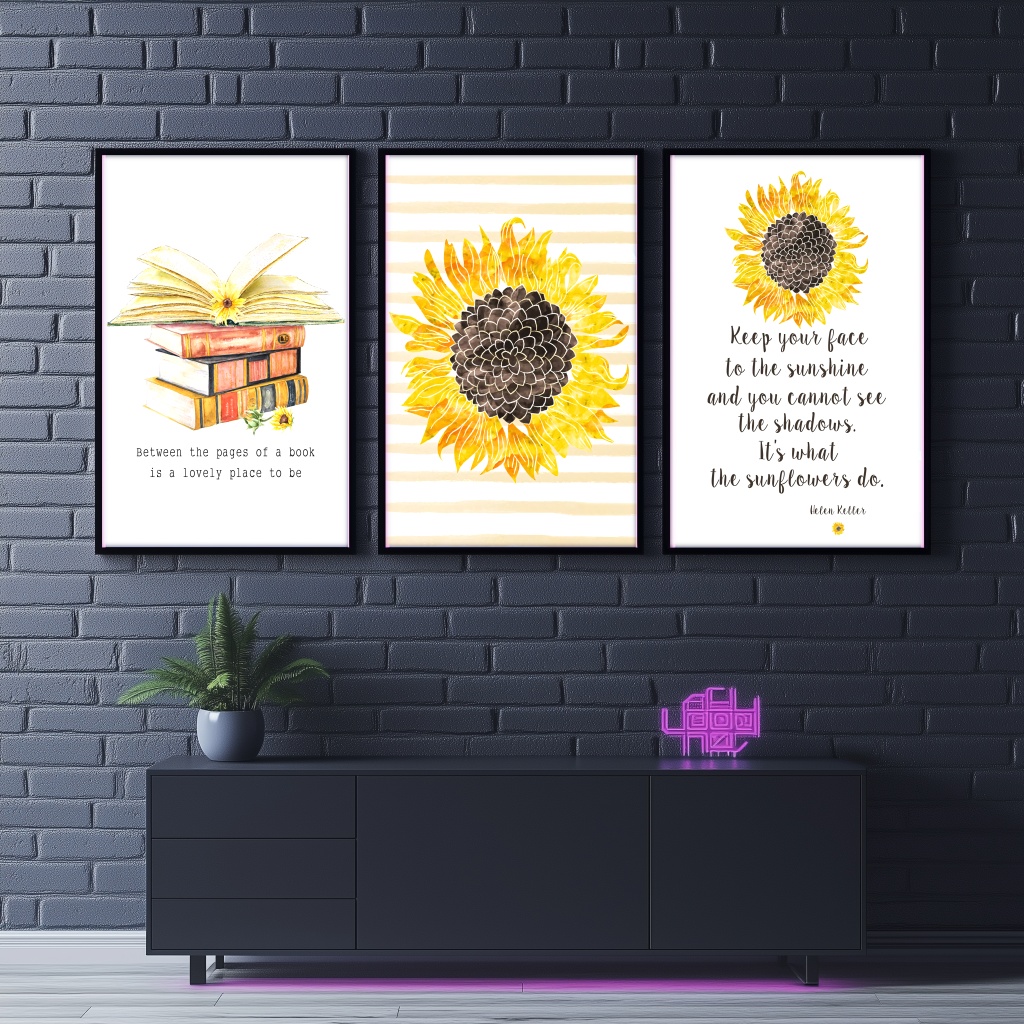 Between the pages of a book
is a lovely place to be
Keep your face
to the sunshine
and you cannot see
the shadows.
It's what
the sunflowers do.
Helen Keller